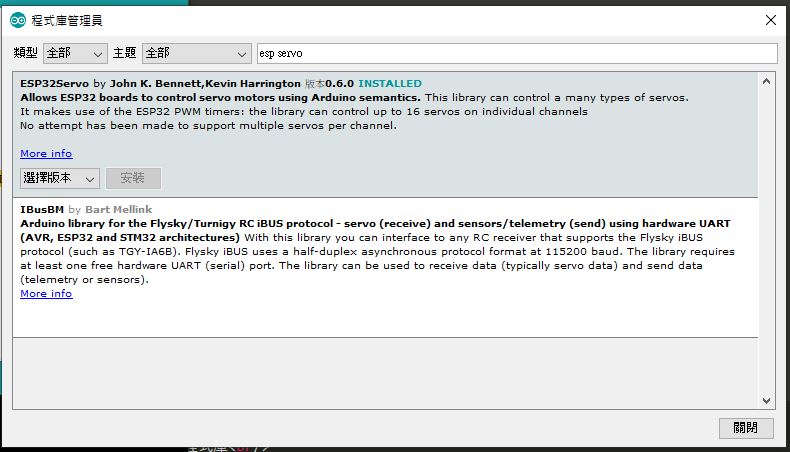 程式庫管理員
類型 全部 主題 全部 esp servo
ESP32Servo by John K. Bennett,Kevin Harrington 版本0.6.0 INSTALLED
Allows ESP32 boards to control servo motors using Arduino semantics. This library can control a many types of servos.
It makes use of the ESP32 PWM timers: the library can control up to 16 servos on individual channels
No attempt has been made to support multiple servos per channel.
More info
選擇版本 安裝
IBusBM by Bart Mellink
Arduino library for the Flysky/Turnigy RC iBUS protocol - servo (receive) and sensors/telemetry (send) using hardware UART
(AVR, ESP32 and STM32 architectures) With this library you can interface to any RC receiver that supports the Flysky iBUS
protocol (such as TGY-IA6B). Flysky iBUS uses a half-duplex asynchronous protocol format at 115200 baud. The library requires
at least one free hardware UART (serial) port. The library can be used to receive data (typically servo data) and send data
(telemetry or sensors).
More info
關閉